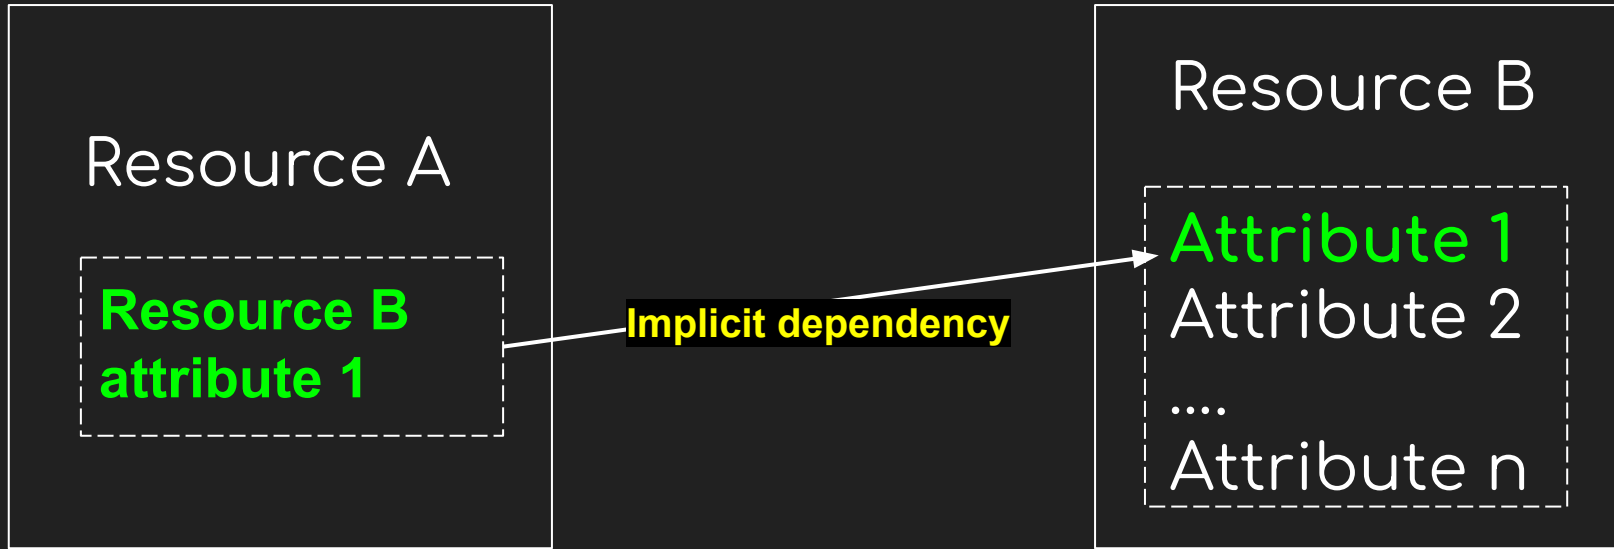 Resource A
Resource B
attribute 1
Implicit dependency
Resource B
Attribute 1
Attribute 2
....
Attribute n